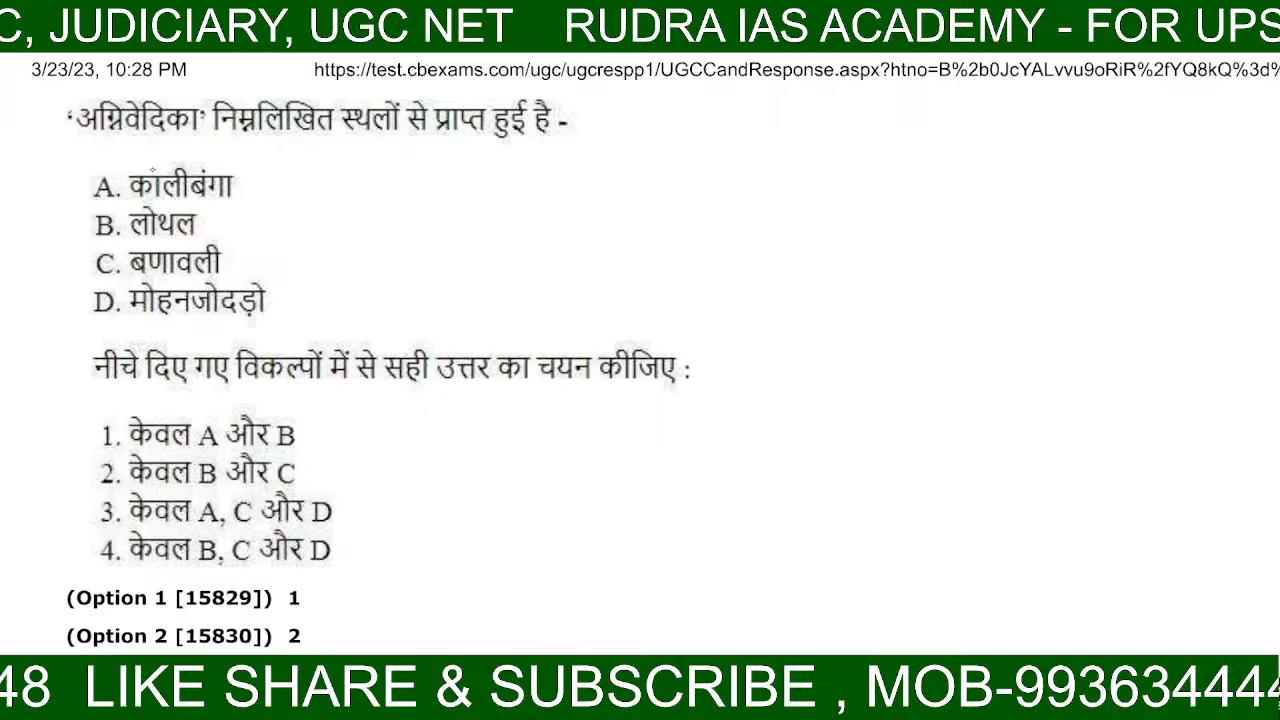 C, JUDICIARY, UGC NET RUDRA IAS ACADEMY - FOR UPS
3/23/23, 10:28 PM https://test.cbexams.com/ugc/ugcrespp1/UGCCandResponse.aspx?htno=B%2b0JcYALvvu9oRiR%2fYQ8kQ%3d%
‘अग्निवेदिका’ निम्नलिखित स्थलों से प्राप्त हुई है -
A. कालीबंगा
B. लोथल
C. बणावली
D. मोहनजोदड़ो
नीचे दिए गए विकल्पों में से सही उत्तर का चयन कीजिए :
1. केवल A और B
2. केवल B और C
3. केवल A, C और D
4. केवल B, C और D
(Option 1 [15829]) 1
(Option 2 [15830]) 2
48 LIKE SHARE & SUBSCRIBE , MOB-993634444